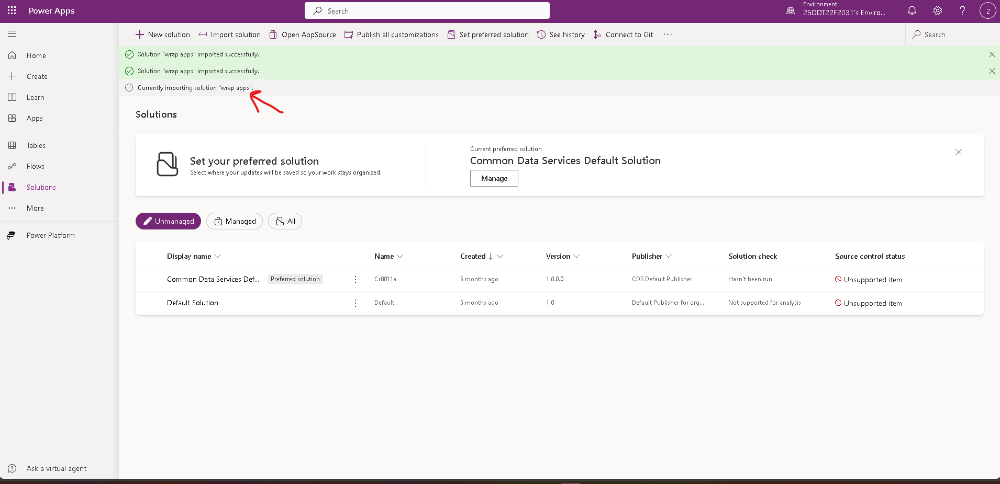 Power Apps
Search
Environment
25DDT22F2031's Enviro...
?
2
New solution
Import solution
Open AppSource
Publish all customizations
Set preferred solution
See history
Connect to Git
...
Search
Home
Create
Learn
Apps
Tables
Flows
Solutions
More
Power Platform
Ask a virtual agent
Solution "wrap apps" imported successfully.
Solution "wrap apps" imported successfully.
Currently importing solution "wrap apps".
Solutions
Set your preferred solution
Select where your updates will be saved so your work stays organized.
Current preferred solution
Common Data Services Default Solution
Manage
Unmanaged
Managed
All
Display name Name Created Version Publisher Solution check Source control status
Common Data Services Def... Preferred solution Cr8811a 5 months ago 1.0.0.0 CDS Default Publisher Hasn't been run Unsupported item
Default Solution Default 5 months ago 1.0 Default Publisher for org... Not supported for analysis Unsupported item